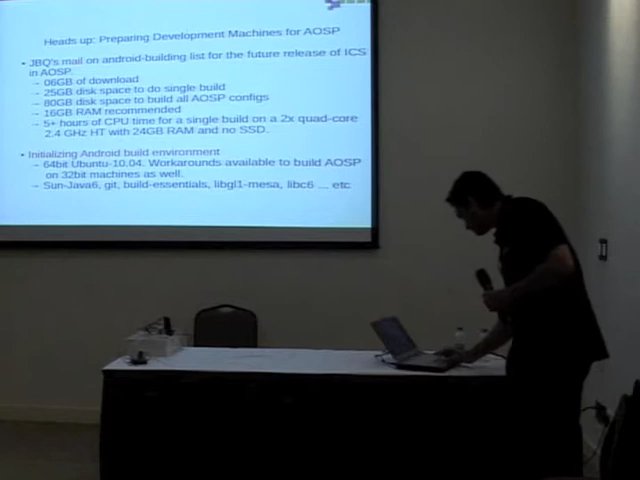 Heads up: Preparing Development Machines for AOSP
• JBQ's mail on android-building list for the future release of ICS
in AOSP.
– 06GB of download
– 25GB disk space to do single build
– 80GB disk space to build all AOSP configs
– 16GB RAM recommended
– 5+ hours of CPU time for a single build on a 2x quad-core
2.4 GHz HT with 24GB RAM and no SSD.
• Initializing Android build environment
– 64bit Ubuntu-10.04. Workarounds available to build AOSP
on 32bit machines as well.
– Sun-Java6, git, build-essentials, libgl1-mesa, libc6 ... etc